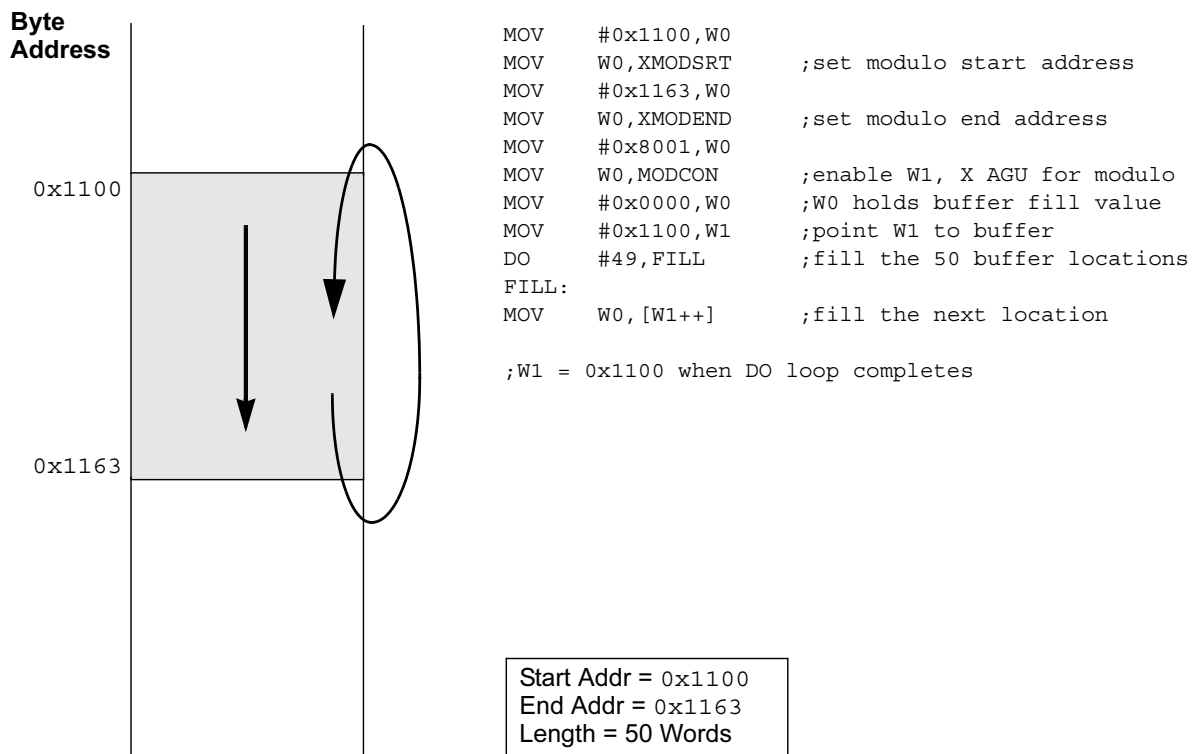 Byte
Address
0x1100
0x1163
MOV #0x1100,W0
MOV W0,XMODSRT ;set modulo start address
MOV #0x1163,W0
MOV W0,XMODEND ;set modulo end address
MOV #0x8001,W0
MOV W0,MODCON ;enable W1, X AGU for modulo
MOV #0x0000,W0 ;W0 holds buffer fill value
MOV #0x1100,W1 ;point W1 to buffer
DO #49,FILL ;fill the 50 buffer locations
FILL:
MOV W0,[W1++] ;fill the next location
;W1 = 0x1100 when DO loop completes
Start Addr = 0x1100
End Addr = 0x1163
Length = 50 Words